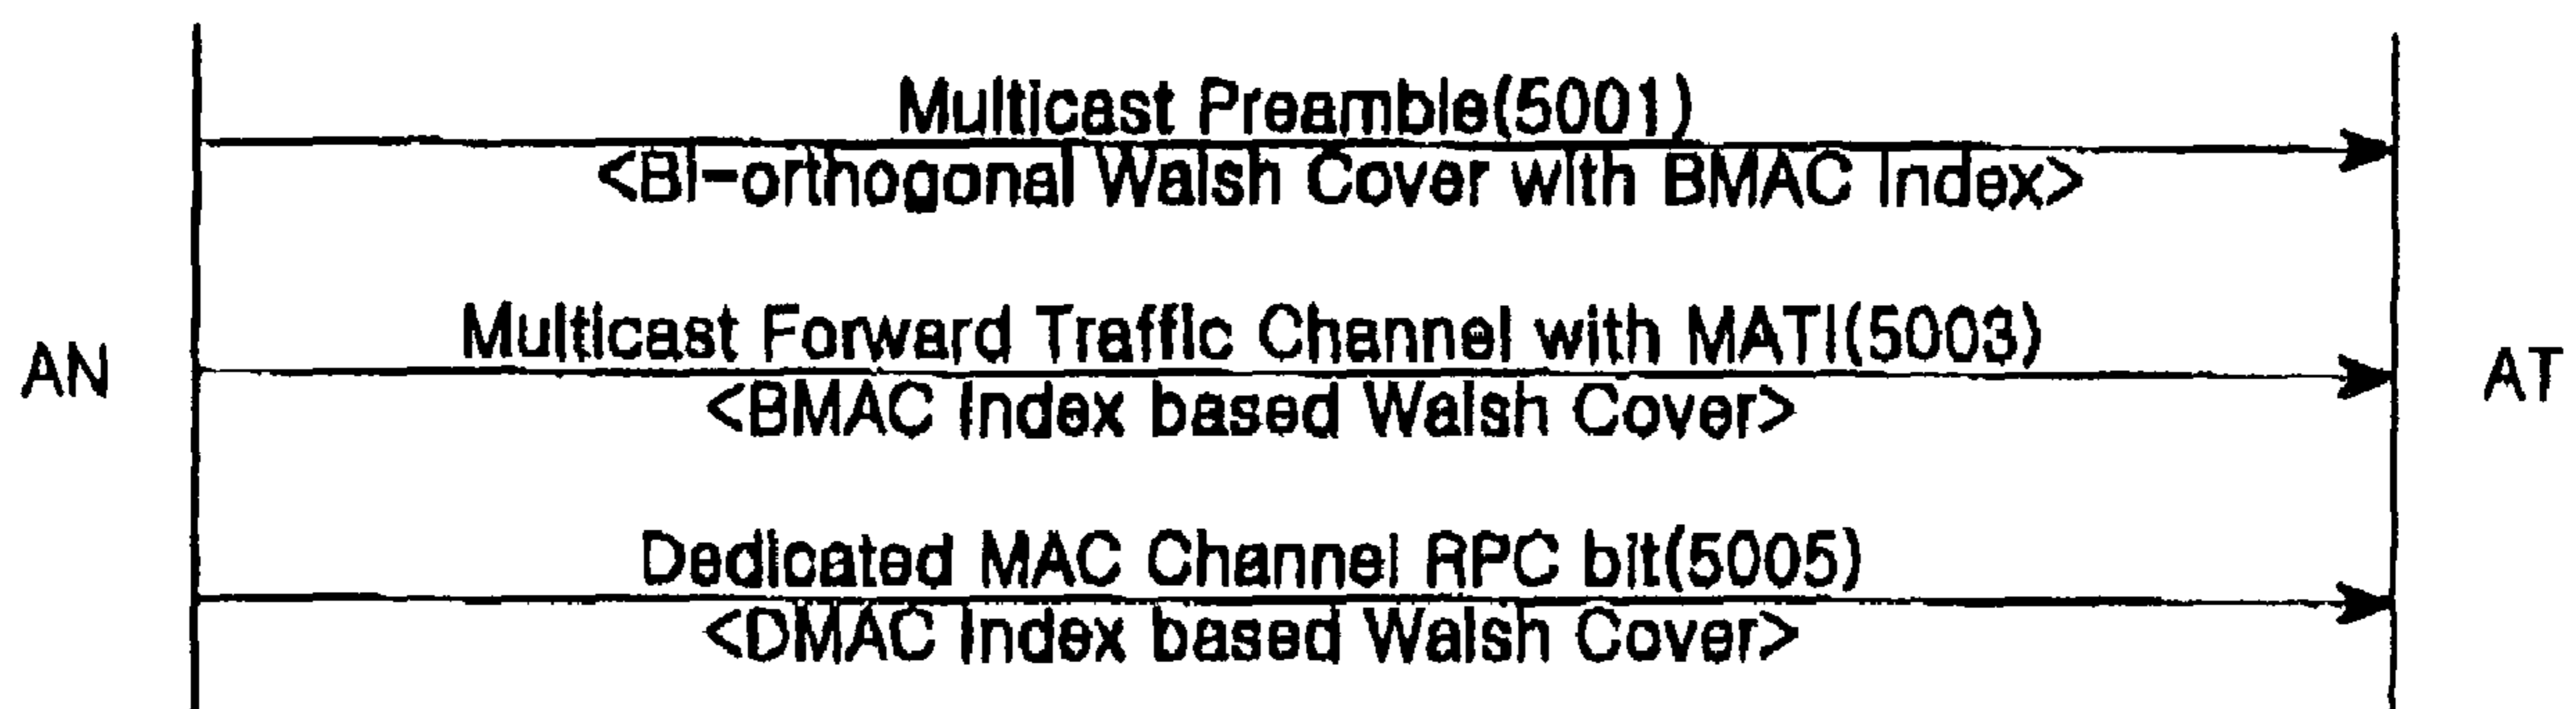 Multicast Preamble(5001)
<Bi-orthogonal Walsh Cover with BMAC Index>
Multicast Forward Traffic Channel with MATI(5003)
AN
AT
<BMAC Index based Walsh Cover>
Dedicated MAC Channel RPC bit(5005)
<DMAC Index based Walsh Cover>